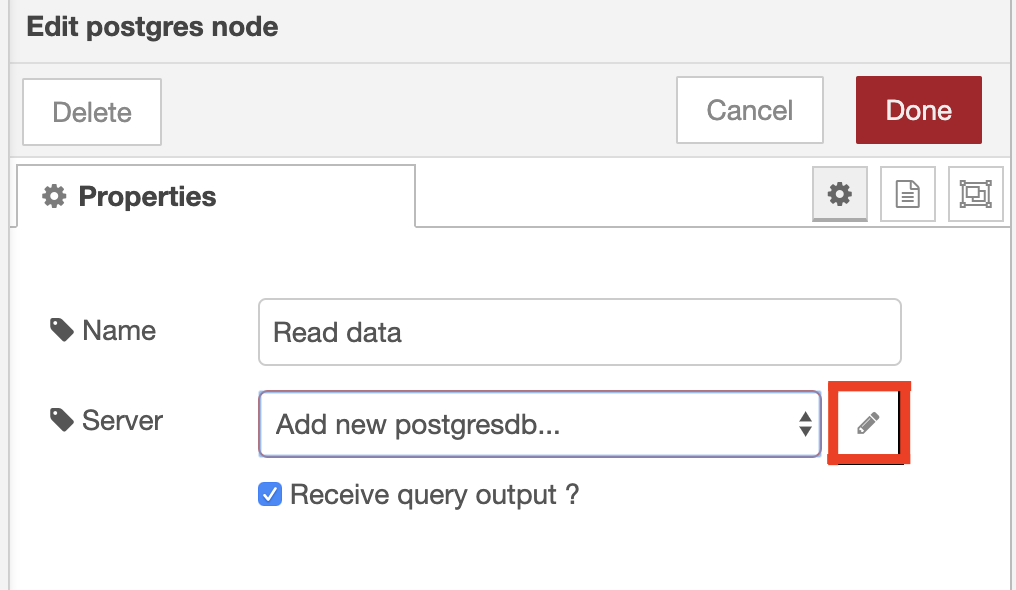 Edit postgres node
Delete
Cancel
Done
Properties
Name
Read data
Server
Add new postgresdb...
Receive query output ?